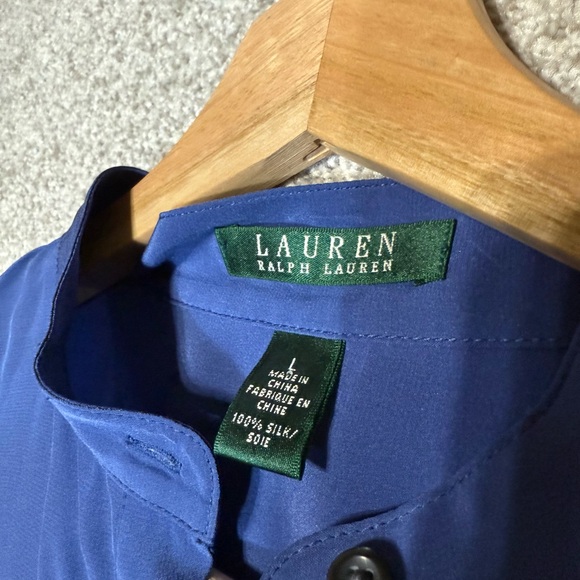 LAUREN
RALPH LAUREN
L
MADE IN
CHINA
FABRIQUE EN
CHINE
100% SILK/
SOIE